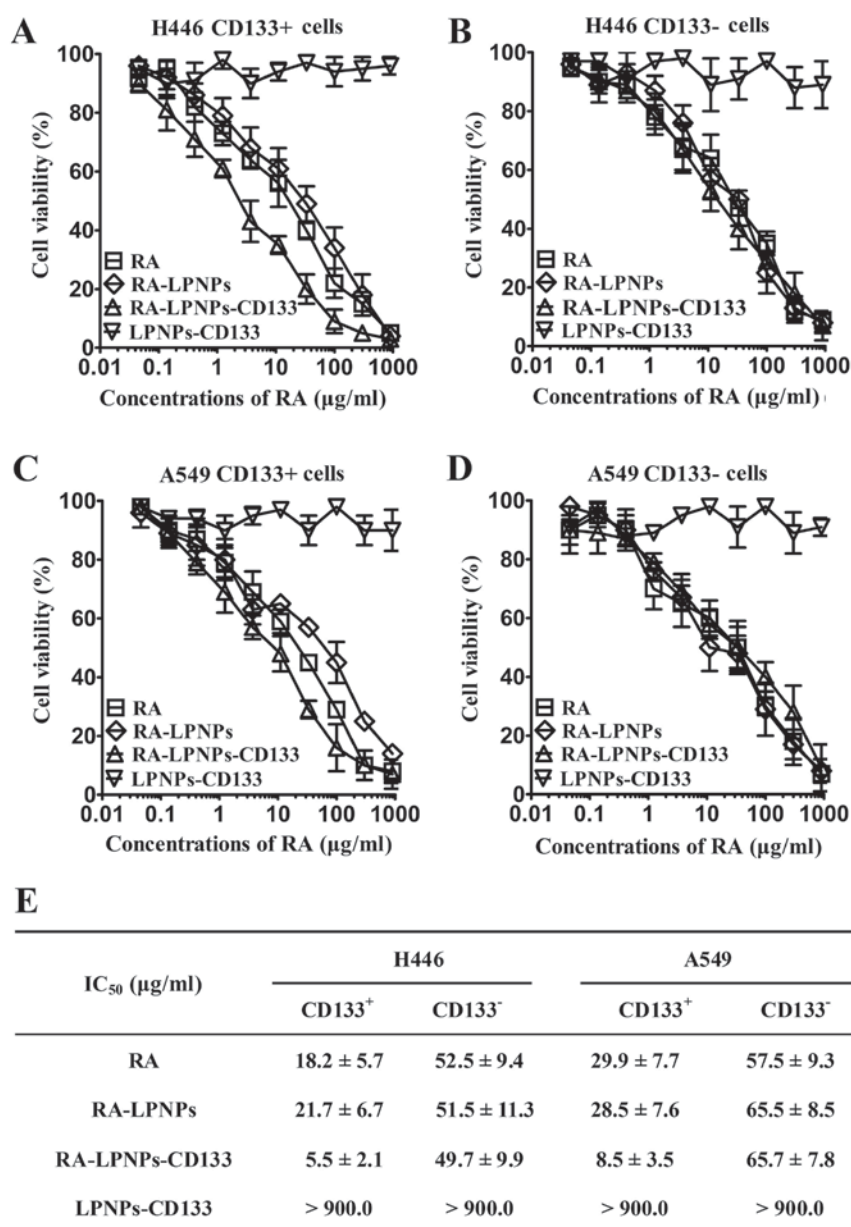 A
H446 CD133+ cells
Cell viability (%)
100
80
60
40
20
0
RA
RA-LPNPs
RA-LPNPs-CD133
LPNPs-CD133
0.01 0.1 1 10 100 1000
Concentrations of RA (µg/ml)
B
H446 CD133- cells
Cell viability (%)
100
80
60
40
20
0
RA
RA-LPNPs
RA-LPNPs-CD133
LPNPs-CD133
0.01 0.1 1 10 100 1000
Concentrations of RA (µg/ml)
C
A549 CD133+ cells
Cell viability (%)
100
80
60
40
20
0
RA
RA-LPNPs
RA-LPNPs-CD133
LPNPs-CD133
0.01 0.1 1 10 100 1000
Concentrations of RA (µg/ml)
D
A549 CD133- cells
Cell viability (%)
100
80
60
40
20
0
RA
RA-LPNPs
RA-LPNPs-CD133
LPNPs-CD133
0.01 0.1 1 10 100 1000
Concentrations of RA (µg/ml)
E
IC50 (µg/ml) H446 A549
CD133+ CD133- CD133+ CD133-
RA 18.2 ± 5.7 52.5 ± 9.4 29.9 ± 7.7 57.5 ± 9.3
RA-LPNPs 21.7 ± 6.7 51.5 ± 11.3 28.5 ± 7.6 65.5 ± 8.5
RA-LPNPs-CD133 5.5 ± 2.1 49.7 ± 9.9 8.5 ± 3.5 65.7 ± 7.8
LPNPs-CD133 > 900.0 > 900.0 > 900.0 > 900.0